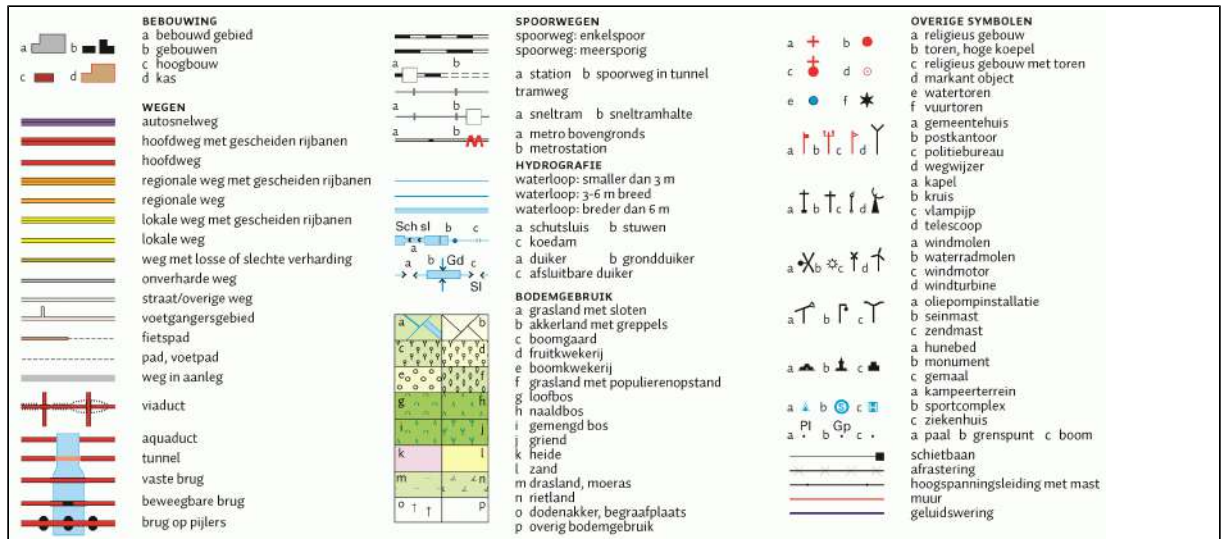 BEBOUWING
a bebouwd gebied
b gebouwen
c hoogbouw
d kas
a b
c d
WEGEN
autosnelweg
hoofdweg met gescheiden rijbanen
hoofdweg
regionale weg met gescheiden rijbanen
regionale weg
lokale weg met gescheiden rijbanen
lokale weg
weg met losse of slechte verharding
onverharde weg
straat/overige weg
voetgangersgebied
fietspad
pad, voetpad
weg in aanleg
viaduct
aquaduct
tunnel
vaste brug
beweegbare brug
brug op pijlers
SPOORWEGEN
spoorweg: enkelspoor
spoorweg: meersporig
a b
a station b spoorweg in tunnel
tramweg
a b
a sneltram b sneltramhalte
a b
a metro bovengronds
b metrostation
HYDROGRAFIE
waterloop: smaller dan 3 m
waterloop: 3-6 m breed
waterloop: breder dan 6 m
Sch sl b c
a
a schutsluis b stuwen
c koedam
a b Gd c
Sl
a duiker b grondduiker
c afsluitbare duiker
BODEMGEBRUIK
a grasland met sloten
b akkerland met greppels
c boomgaard
d fruitkwekerij
e boomkwekerij
f grasland met populierenopstand
g loofbos
h naaldbos
i gemengd bos
j griend
k heide
l zand
m drasland, moeras
n rietland
o dodenakker, begraafplaats
p overig bodemgebruik
a b
c d
e f
g h
i j
k l
m n
o p
OVERIGE SYMBOLEN
a religieus gebouw
b toren, hoge koepel
c religieus gebouw met toren
d markant object
e watertoren
f vuurtoren
a b
c d
e f
a gemeentehuis
b postkantoor
c politiebureau
d wegwijzer
a b c d
a kapel
b kruis
c vlampijp
d telescoop
a b c d
a windmolen
b waterradmolen
c windmotor
d windturbine
a b c d
a oliepompinstallatie
b seinmast
c zendmast
a b c
a hunebed
b monument
c gemaal
a b c
a kampeerterrein
b sportcomplex
c ziekenhuis
a b S c H
Pl Gp
a b c
a paal b grenspunt c boom
schietbaan
afrastering
hoogspanningsleiding met mast
muur
geluidswering